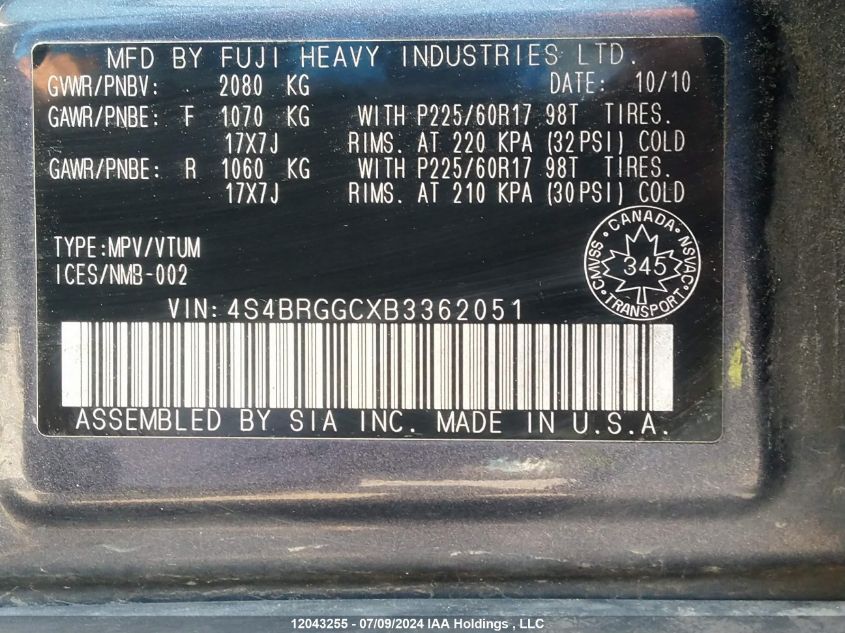 MFD BY FUJI HEAVY INDUSTRIES LTD.
GVWR/PNBV: 2080 KG DATE: 10/10
GAWR/PNBE: F 1070 KG WITH P225/60R17 98T TIRES.
17X7J RIMS. AT 220 KPA (32PSI) COLD
GAWR/PNBE: R 1060 KG WITH P225/60R17 98T TIRES.
17X7J RIMS. AT 210 KPA (30PSI) COLD
TYPE:MPV/VTUM
ICES/NMB-002
CANADA
CMVSS 345 NSVAC
TRANSPORT
VIN: 4S4BRGGCXB3362051
ASSEMBLED BY SIA INC. MADE IN U.S.A.
12043255 - 07/09/2024 IAA Holdings , LLC